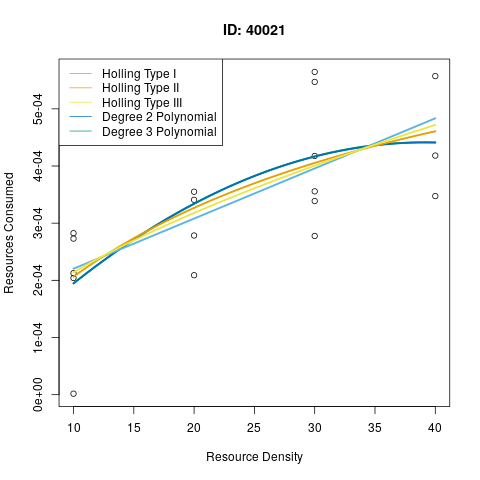 ID: 40021
Holling Type I
Holling Type II
Holling Type III
Degree 2 Polynomial
Degree 3 Polynomial
Resources Consumed
5e-04
4e-04
3e-04
2e-04
1e-04
0e+00
10 15 20 25 30 35 40
Resource Density